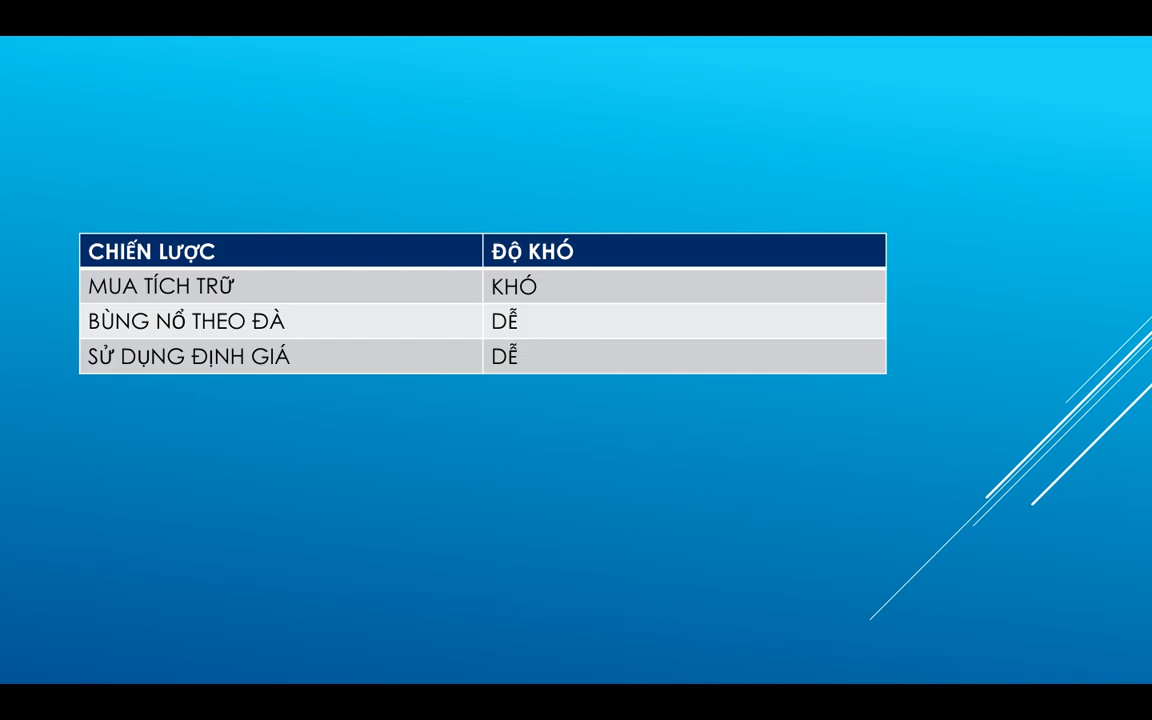 CHIẾN LƯỢC ĐỘ KHÓ
MUA TÍCH TRỮ KHÓ
BÙNG NỔ THEO ĐÀ DỄ
SỬ DỤNG ĐỊNH GIÁ DỄ